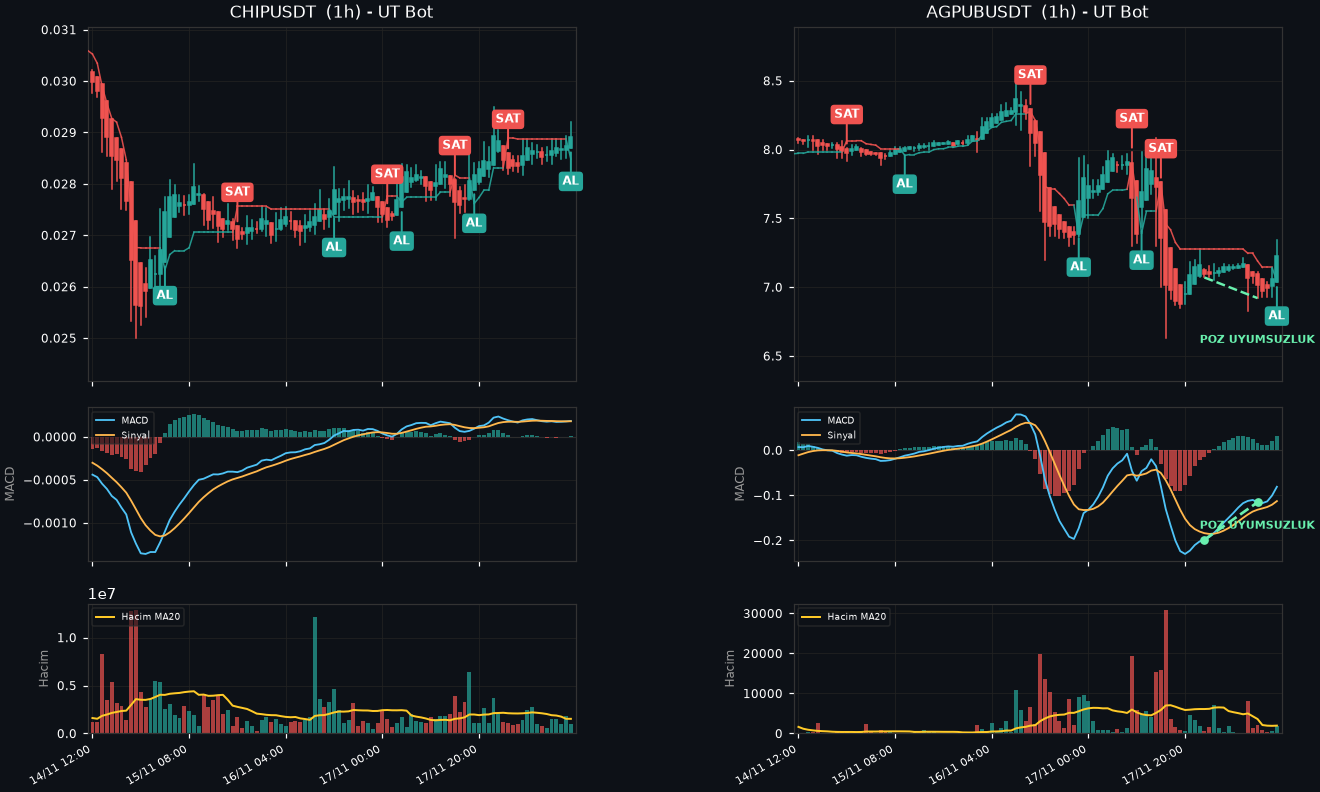 CHIPUSDT (1h) - UT Bot
0.031
0.030
0.029
0.028
0.027
0.026
0.025
SAT
SAT
SAT
SAT
AL
AL
AL
AL
AL
MACD
Sinyal
0.0000
−0.0005
−0.0010
MACD
1e7
Hacim MA20
1.0
0.5
0.0
Hacim
14/11 12:00
15/11 08:00
16/11 04:00
17/11 00:00
17/11 20:00
AGPUBUSDT (1h) - UT Bot
8.5
8.0
7.5
7.0
6.5
SAT
SAT
SAT
SAT
AL
AL
AL
AL
POZ UYUMSUZLUK
MACD
Sinyal
0.0
−0.1
−0.2
MACD
POZ UYUMSUZLUK
Hacim MA20
30000
20000
10000
0
Hacim
14/11 12:00
15/11 08:00
16/11 04:00
17/11 00:00
17/11 20:00